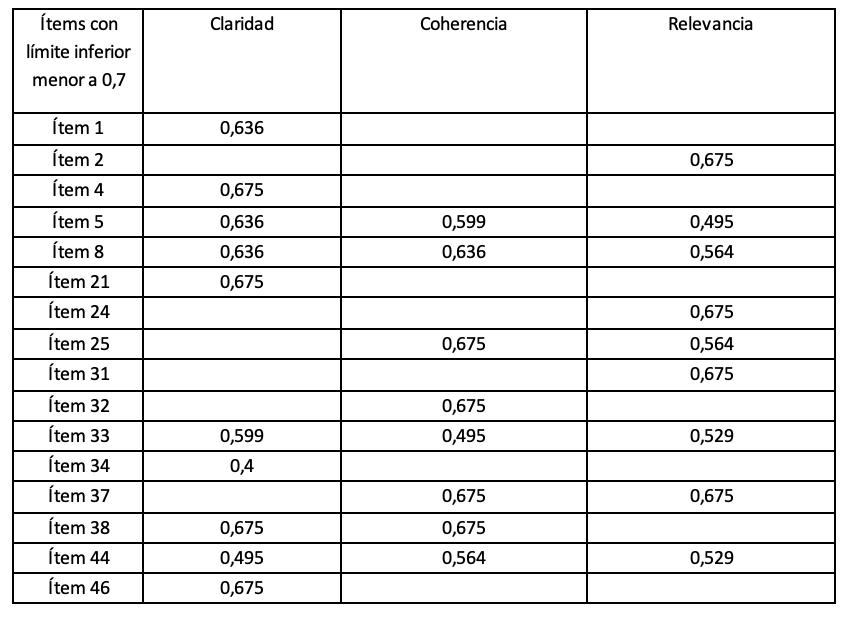 Ítems con límite inferior menor a 0,7 Claridad Coherencia Relevancia
Ítem 1 0,636
Ítem 2 0,675
Ítem 4 0,675
Ítem 5 0,636 0,599 0,495
Ítem 8 0,636 0,636 0,564
Ítem 21 0,675
Ítem 24 0,675
Ítem 25 0,675 0,564
Ítem 31 0,675
Ítem 32 0,675
Ítem 33 0,599 0,495 0,529
Ítem 34 0,4
Ítem 37 0,675 0,675
Ítem 38 0,675 0,675
Ítem 44 0,495 0,564 0,529
Ítem 46 0,675